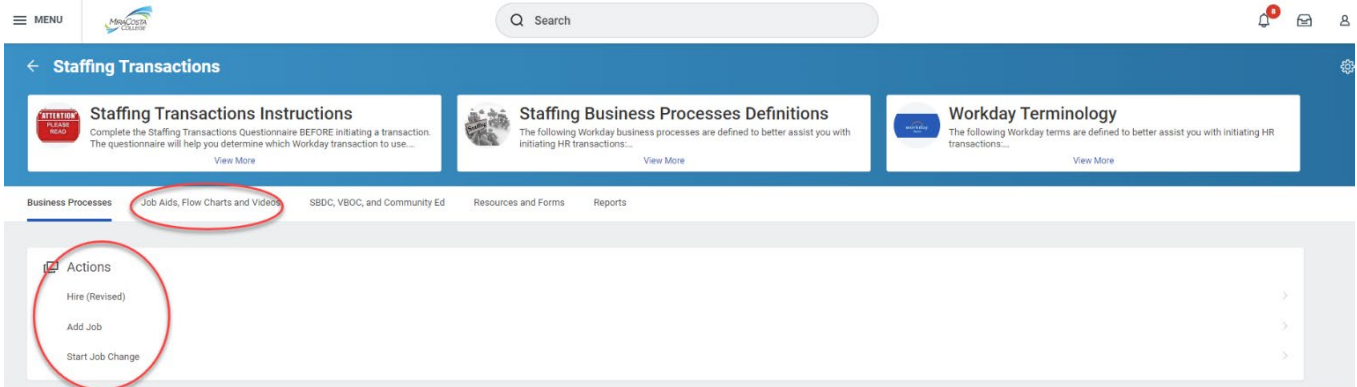 MENU
MIRACOSTA
COLLEGE
Search
8
Staffing Transactions
ATTENTION
PLEASE
READ
Staffing Transactions Instructions
Complete the Staffing Transactions Questionnaire BEFORE initiating a transaction.
The questionnaire will help you determine which Workday transaction to use....
View More
Staffing
Staffing Business Processes Definitions
The following Workday business processes are defined to better assist you with
initiating HR transactions:...
View More
workday
Workday Terminology
The following Workday terms are defined to better assist you with initiating HR
transactions:...
View More
Business Processes Job Aids, Flow Charts and Videos SBDC, VBOC, and Community Ed Resources and Forms Reports
Actions
Hire (Revised)
Add Job
Start Job Change